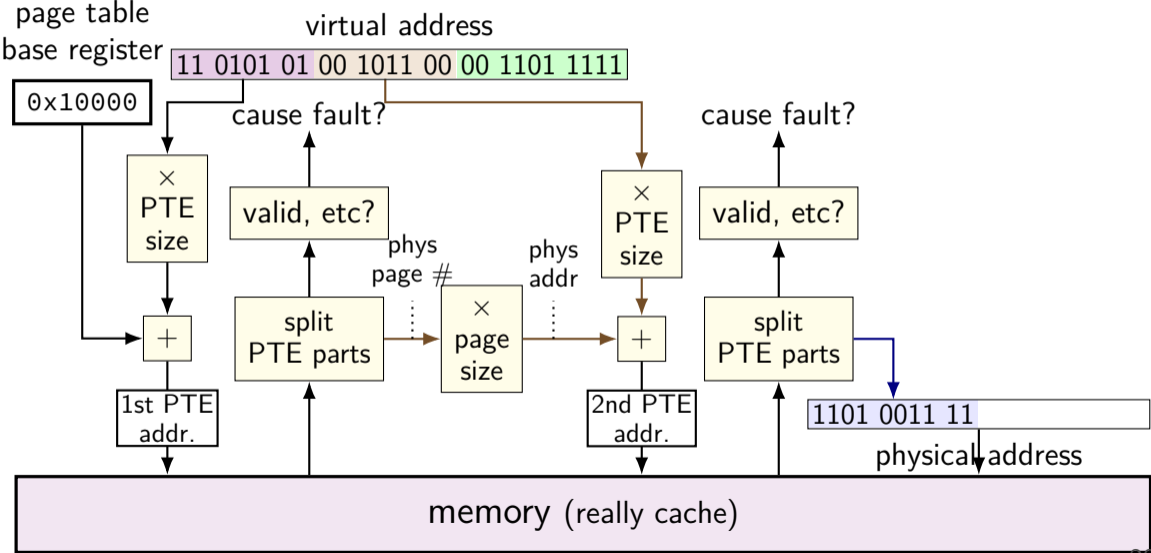 page table
base register
virtual address
11 0101 01 00 1011 00 00 1101 1111
0x10000
cause fault?
cause fault?
×
PTE
size
valid, etc?
×
PTE
size
valid, etc?
phys
page #
phys
addr
+
split
PTE parts
×
page
size
+
split
PTE parts
1st PTE
addr.
2nd PTE
addr.
1101 0011 11
physical address
memory (really cache)